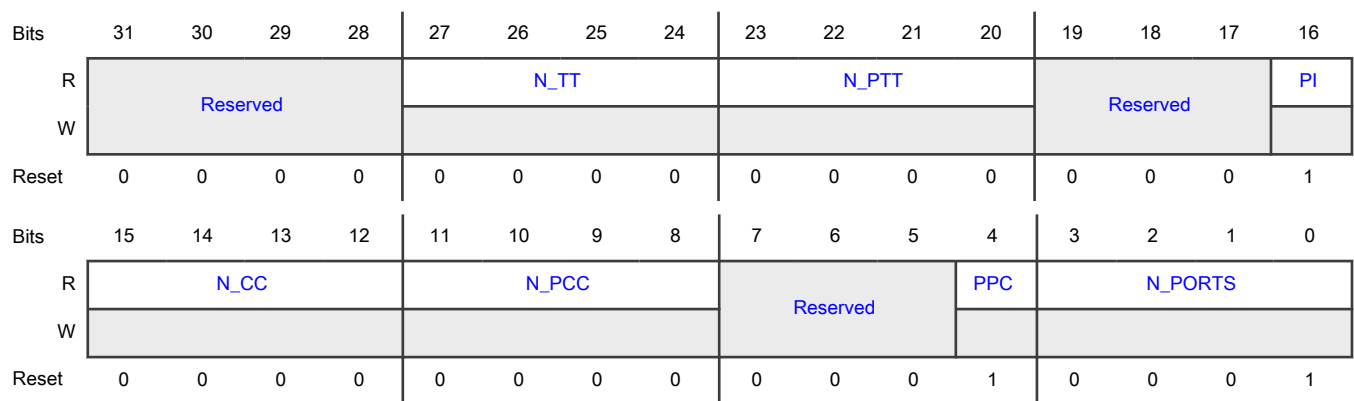 Bits 31 30 29 28 27 26 25 24 23 22 21 20 19 18 17 16
R N_TT N_PTT PI
Reserved Reserved
W
Reset 0 0 0 0 0 0 0 0 0 0 0 0 0 0 0 1
Bits 15 14 13 12 11 10 9 8 7 6 5 4 3 2 1 0
R N_CC N_PCC PPC N_PORTS
Reserved
W
Reset 0 0 0 0 0 0 0 0 0 0 0 1 0 0 0 1